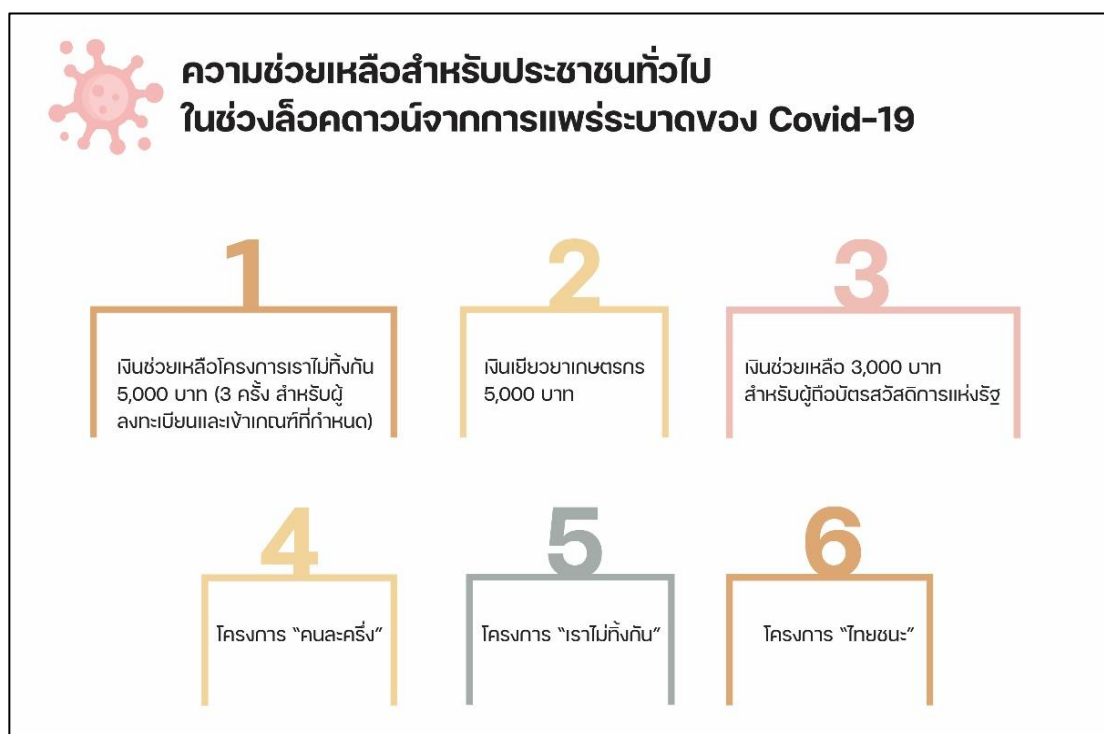 ความช่วยเหลือสำหรับประชาชนทั่วไป
ในช่วงล็อคดาวน์จากการแพร่ระบาดของ Covid-19
1
เงินช่วยเหลือโครงการเราไม่ทิ้งกัน
5,000 บาท (3 ครั้ง สำหรับผู้
ลงทะเบียนและเข้าเกณฑ์ที่กำหนด)
2
เงินเยียวยาเกษตรกร
5,000 บาท
3
เงินช่วยเหลือ 3,000 บาท
สำหรับผู้ถือบัตรสวัสดิการแห่งรัฐ
4
โครงการ “คนละครึ่ง”
5
โครงการ “เราไม่ทิ้งกัน”
6
โครงการ “ไทยชนะ”